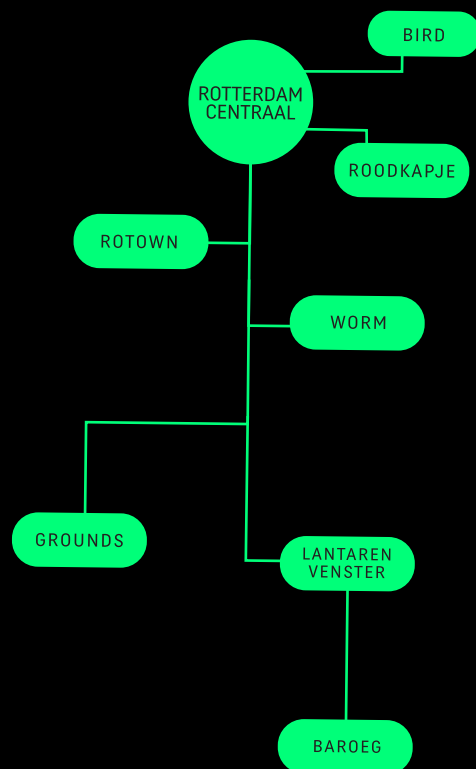 BIRD
ROTTERDAM
CENTRAAL
ROODKAPJE
ROTOWN
WORM
GROUNDS
LANTAREN
VENSTER
BAROEG